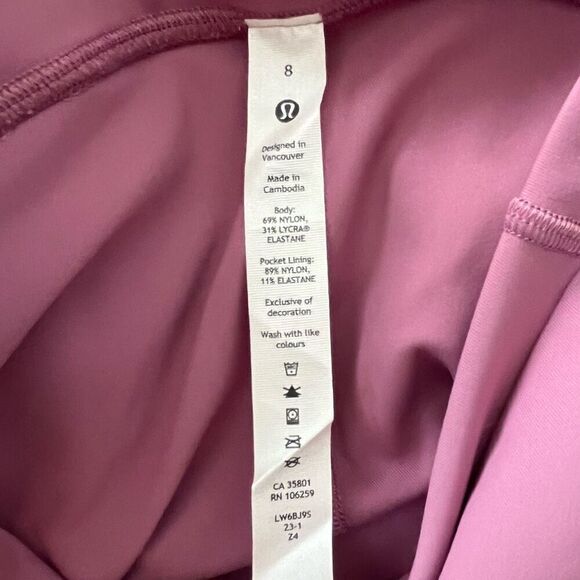 8
Designed in
Vancouver
Made in
Cambodia
Body:
69% NYLON,
31% LYCRA®
ELASTANE
Pocket Lining:
89% NYLON,
11% ELASTANE
Exclusive of
decoration
Wash with like
colours
CA 35801
RN 106259
LW6BJ9S
23-1
Z4